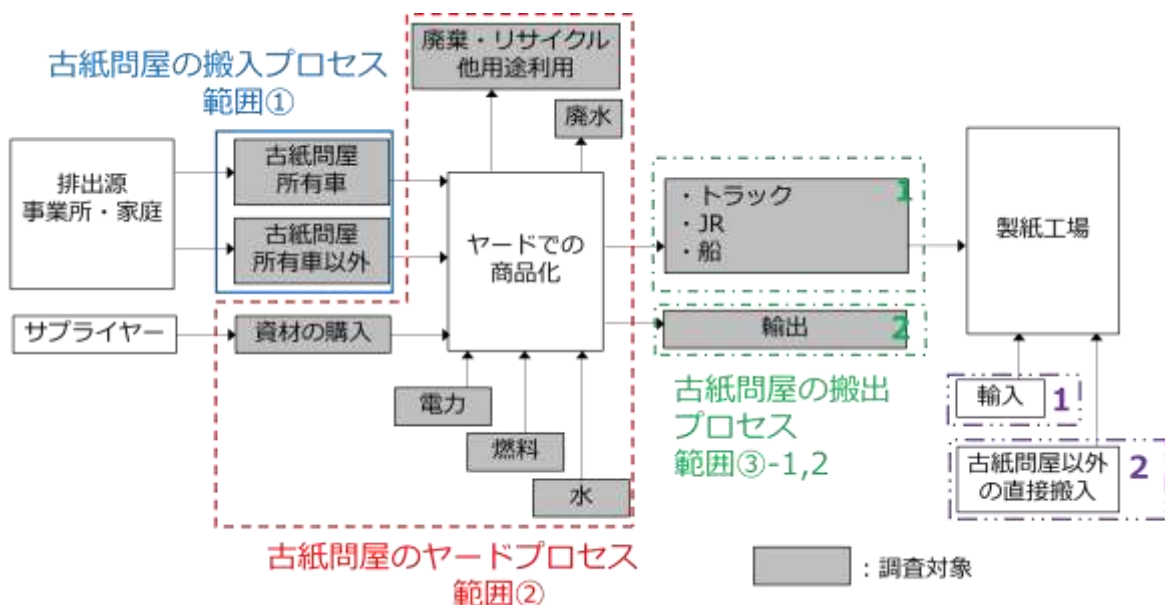 古紙問屋の搬入プロセス
範囲①
廃棄・リサイクル
他用途利用
廃水
排出源
事業所・家庭
古紙問屋
所有車
古紙問屋
所有車以外
ヤードでの
商品化
・トラック
・JR
・船
1
製紙工場
サプライヤー
資材の購入
輸出
2
電力
燃料
水
古紙問屋の搬出
プロセス
範囲③-1,2
輸入
1
古紙問屋以外
の直接搬入
2
古紙問屋のヤードプロセス
範囲②
：調査対象